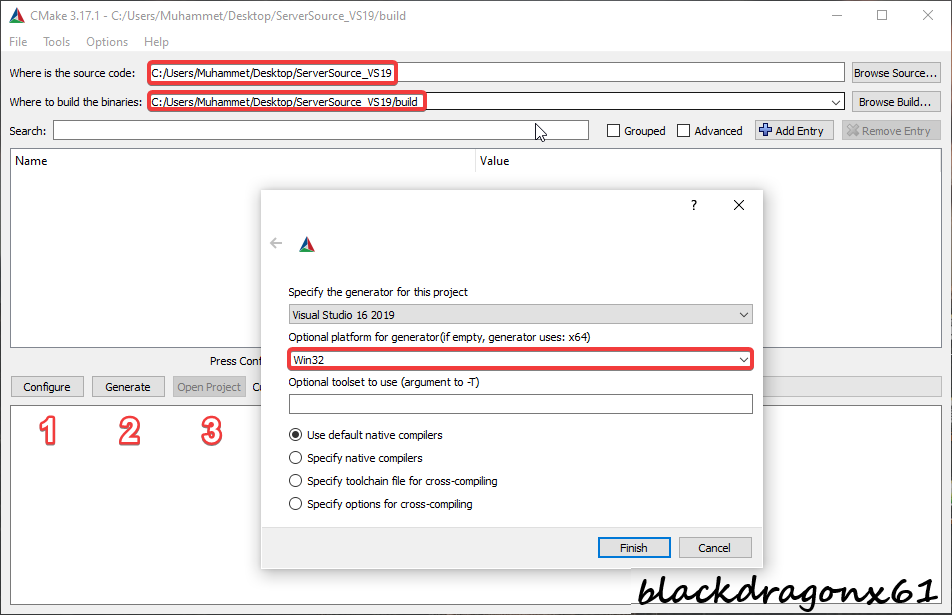 CMake 3.17.1 - C:/Users/Muhammet/Desktop/ServerSource_VS19/build
File Tools Options Help
Where is the source code: C:/Users/Muhammet/Desktop/ServerSource_VS19 Browse Source...
Where to build the binaries: C:/Users/Muhammet/Desktop/ServerSource_VS19/build Browse Build...
Search: Grouped Advanced Add Entry Remove Entry
Name Value
?
Specify the generator for this project
Visual Studio 16 2019
Optional platform for generator(if empty, generator uses: x64)
Win32
Optional toolset to use (argument to -T)
Use default native compilers
Specify native compilers
Specify toolchain file for cross-compiling
Specify options for cross-compiling
Finish Cancel
Press
Configure Generate Open Project
1 2 3
blackdragonx61